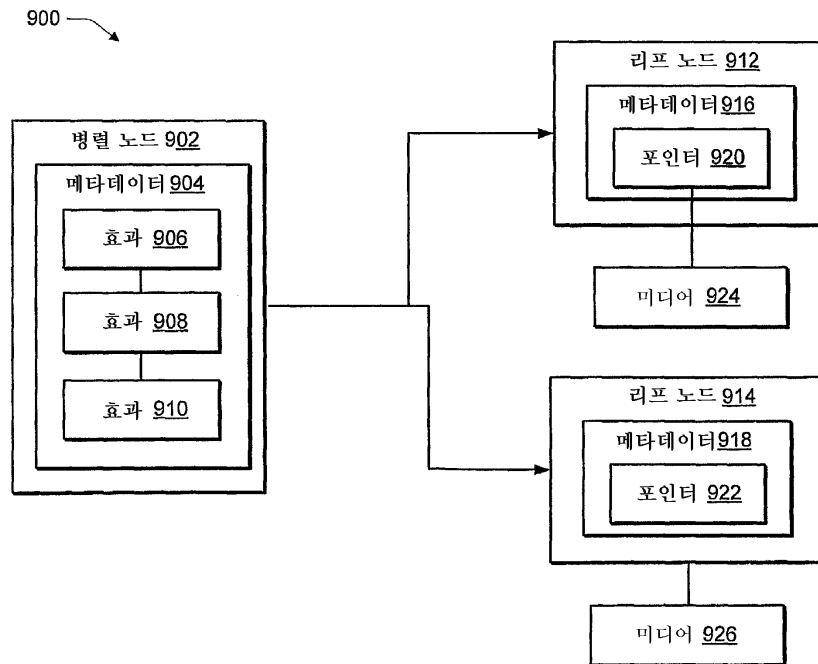 900
병렬 노드 902
메타데이터 904
효과 906
효과 908
효과 910
리프 노드 912
메타데이터 916
포인터 920
미디어 924
리프 노드 914
메타데이터 918
포인터 922
미디어 926